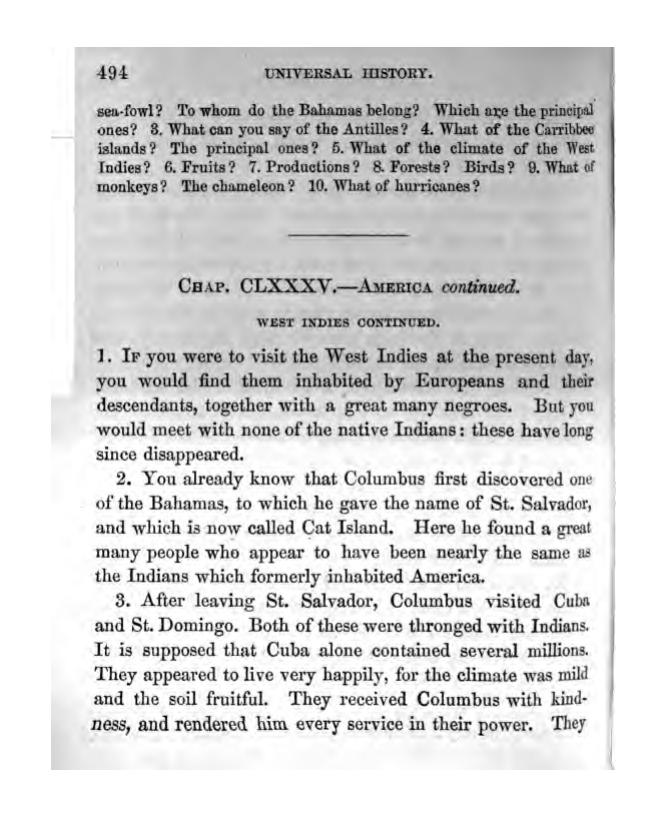 494 UNIVERSAL HISTORY.
sea-fowl? To whom do the Bahamas belong? Which are the principal
ones? 3. What can you say of the Antilles? 4. What of the Carribbee
islands? The principal ones? 5. What of the climate of the West
Indies? 6. Fruits? 7. Productions? 8. Forests? Birds? 9. What of
monkeys? The chameleon? 10. What of hurricanes?
CHAP. CLXXXV.—AMERICA continued.
WEST INDIES CONTINUED.
1. IF you were to visit the West Indies at the present day,
you would find them inhabited by Europeans and their
descendants, together with a great many negroes. But you
would meet with none of the native Indians: these have long
since disappeared.
2. You already know that Columbus first discovered one
of the Bahamas, to which he gave the name of St. Salvador,
and which is now called Cat Island. Here he found a great
many people who appear to have been nearly the same as
the Indians which formerly inhabited America.
3. After leaving St. Salvador, Columbus visited Cuba
and St. Domingo. Both of these were thronged with Indians.
It is supposed that Cuba alone contained several millions.
They appeared to live very happily, for the climate was mild
and the soil fruitful. They received Columbus with kind-
ness, and rendered him every service in their power. They